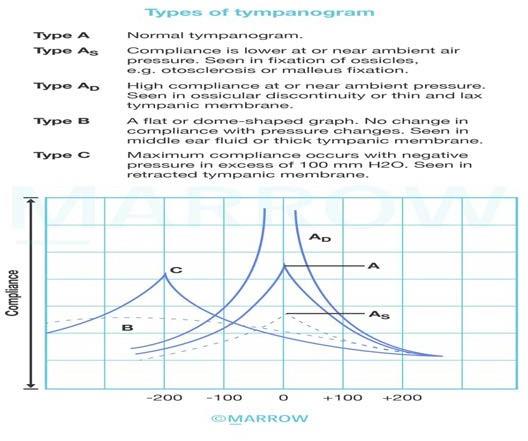 Types of tympanogram
Type A Normal tympanogram.
Type As Compliance is lower at or near ambient air
pressure. Seen in fixation of ossicles,
e.g. otosclerosis or malleus fixation.
Type AD High compliance at or near ambient pressure.
Seen in ossicular discontinuity or thin and lax
tympanic membrane.
Type B A flat or dome-shaped graph. No change in
compliance with pressure changes. Seen in
middle ear fluid or thick tympanic membrane.
Type C Maximum compliance occurs with negative
pressure in excess of 100 mm H2O. Seen in
retracted tympanic membrane.
MARROW
Compliance
AD
A
C
As
B
-200 -100 0 +100 +200
©MARROW